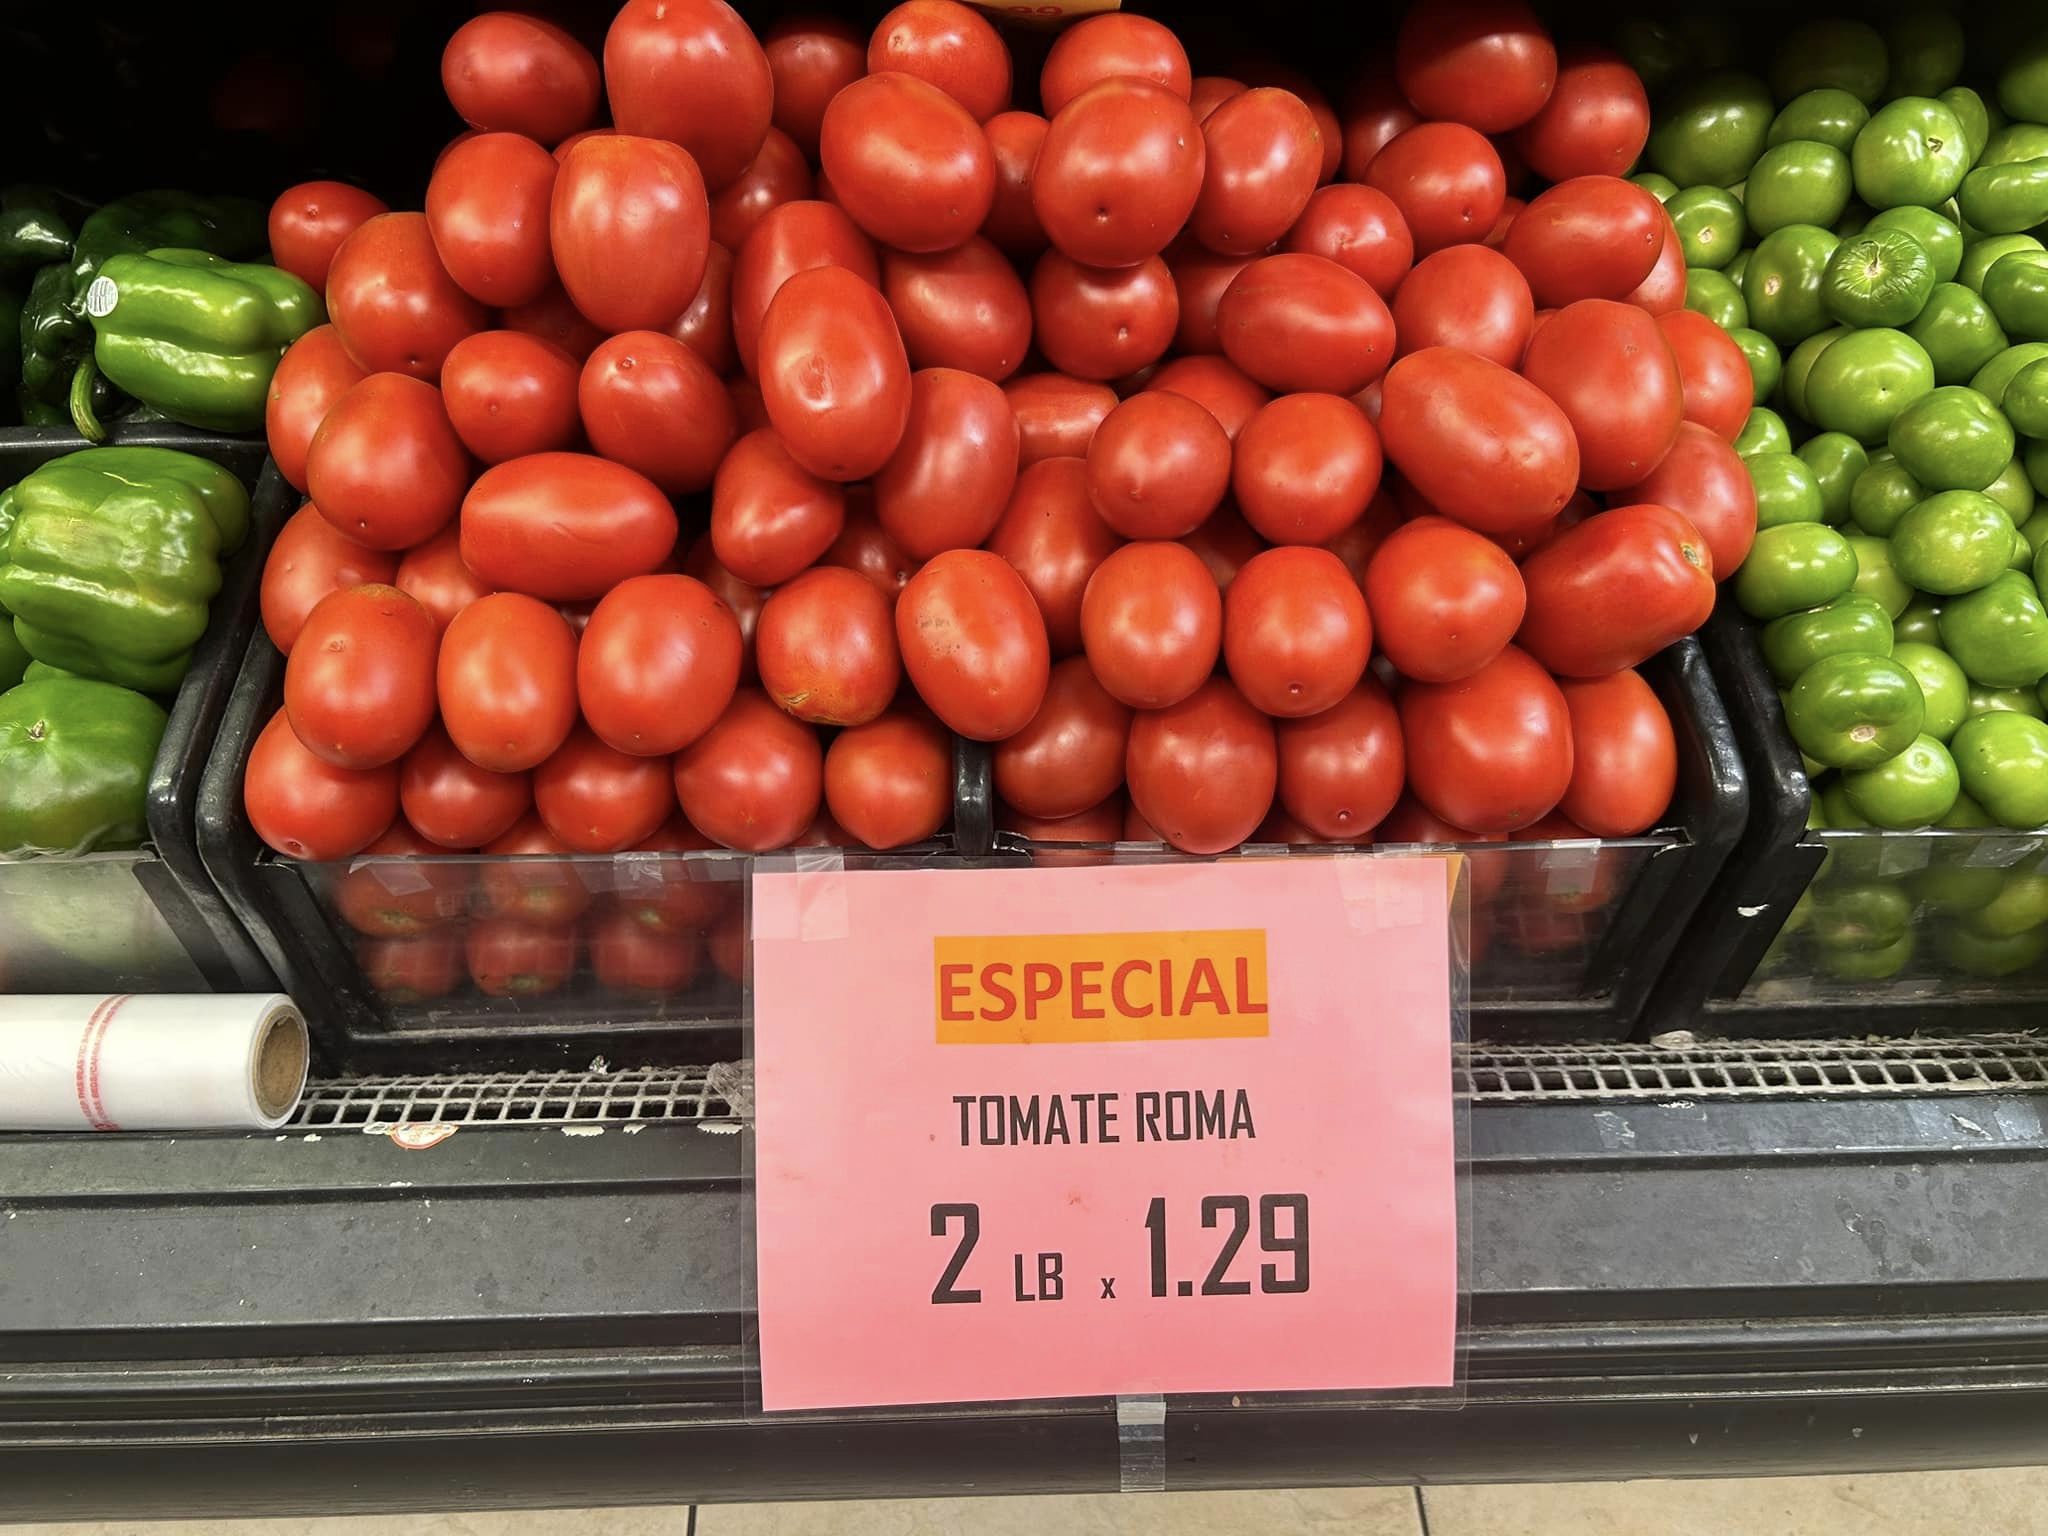 ESPECIAL
TOMATE ROMA
2 LB x 1.29